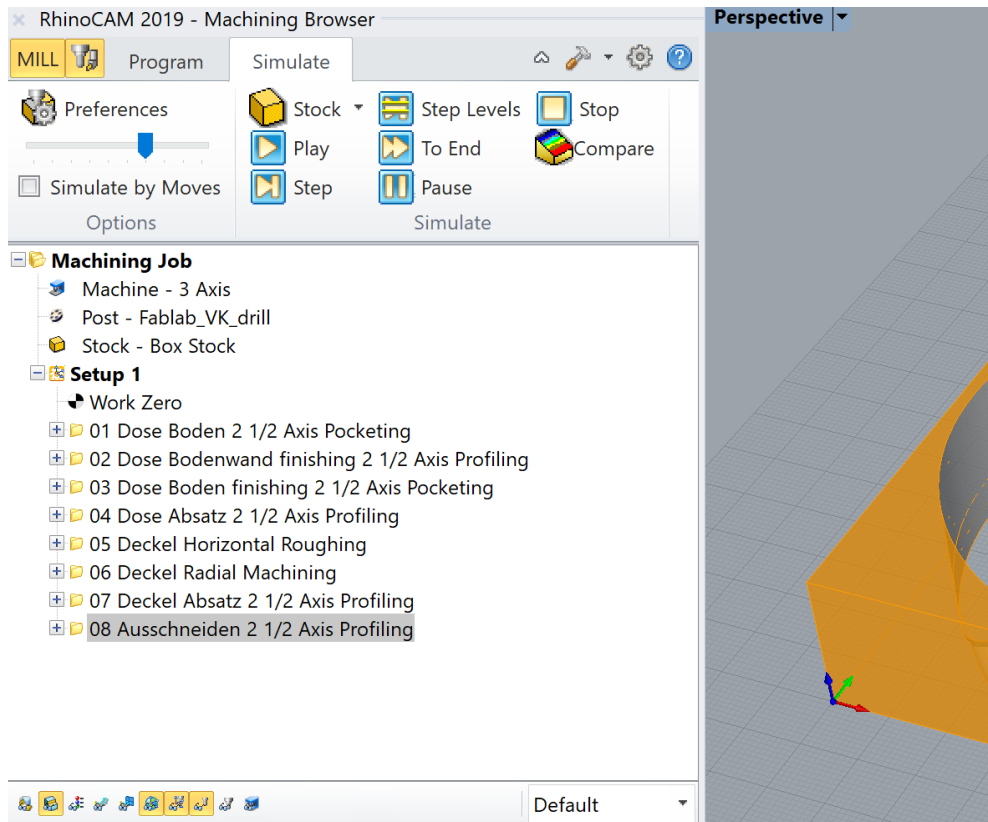 RhinoCAM 2019 - Machining Browser
Perspective
MILL Program Simulate
Preferences Stock Step Levels Stop
Play To End Compare
Simulate by Moves Step Pause
Options Simulate
Machining Job
Machine - 3 Axis
Post - Fablab_VK_drill
Stock - Box Stock
Setup 1
Work Zero
01 Dose Boden 2 1/2 Axis Pocketing
02 Dose Bodenwand finishing 2 1/2 Axis Profiling
03 Dose Boden finishing 2 1/2 Axis Pocketing
04 Dose Absatz 2 1/2 Axis Profiling
05 Deckel Horizontal Roughing
06 Deckel Radial Machining
07 Deckel Absatz 2 1/2 Axis Profiling
08 Ausschneiden 2 1/2 Axis Profiling
Default